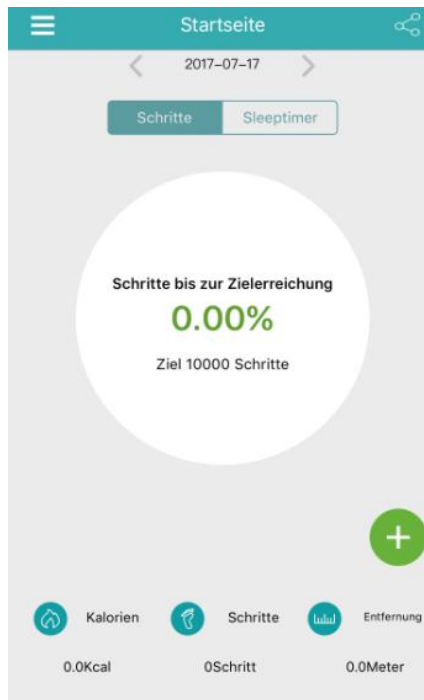 Startseite
2017-07-17
Schritte Sleeptimer
Schritte bis zur Zielerreichung
0.00%
Ziel 10000 Schritte
+
Kalorien Schritte Entfernung
0.0Kcal 0Schritt 0.0Meter